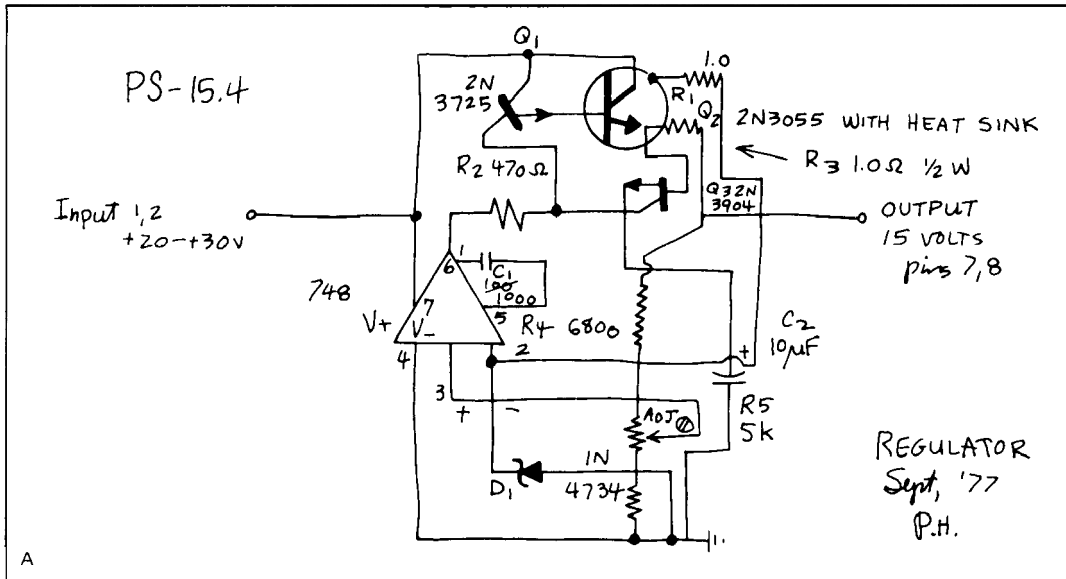 PS-15.4
Q1
2N
3725
1.0
R1
Q2
2N3055 WITH HEAT SINK
R3 1.0Ω ½ W
R2 470Ω
Q3 2N
3904
Input 1,2
+20-+30V
OUTPUT
15 VOLTS
pins 7,8
748
6
1
C1
100
1000
V+
7
V-
5
4
2
R4 6800
C2
10µF
+
3
+
-
ADJ
R5
5K
D1
1N
4734
REGULATOR
Sept, '77
P.H.
A